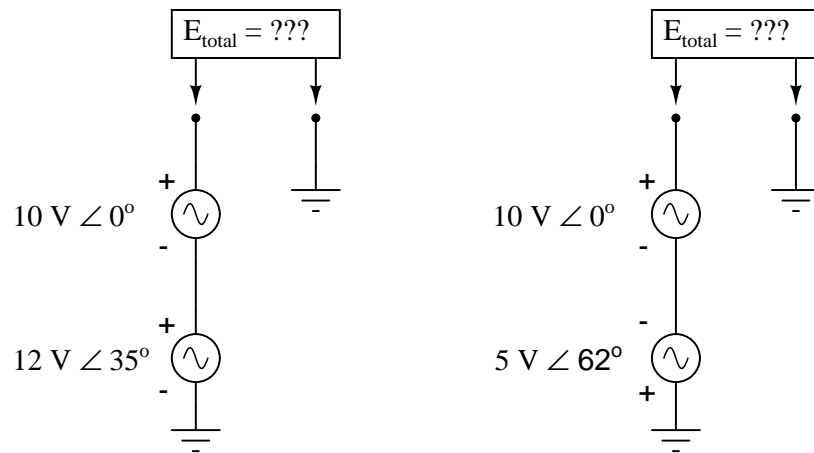 E_total = ???
E_total = ???
+
10 V ∠ 0°
-
+
12 V ∠ 35°
-
+
10 V ∠ 0°
-
-
5 V ∠ 62°
+